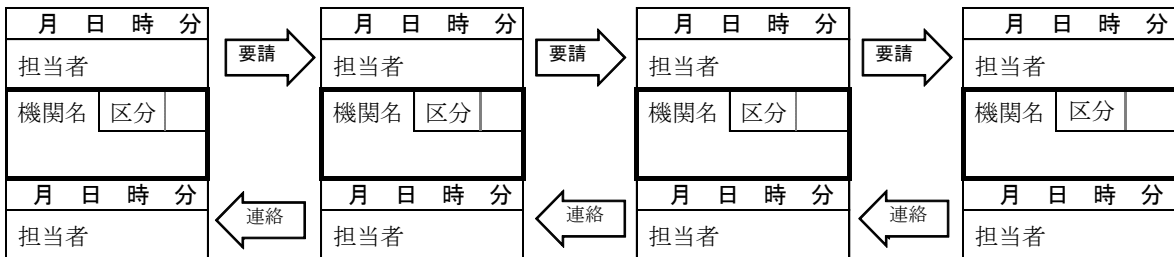 月 日 時 分 月 日 時 分 月 日 時 分 月 日 時 分
担当者 要請 担当者 要請 担当者 要請 担当者
機関名 区分 機関名 区分 機関名 区分 機関名 区分
月 日 時 分 月 日 時 分 月 日 時 分 月 日 時 分
担当者 連絡 担当者 連絡 担当者 連絡 担当者